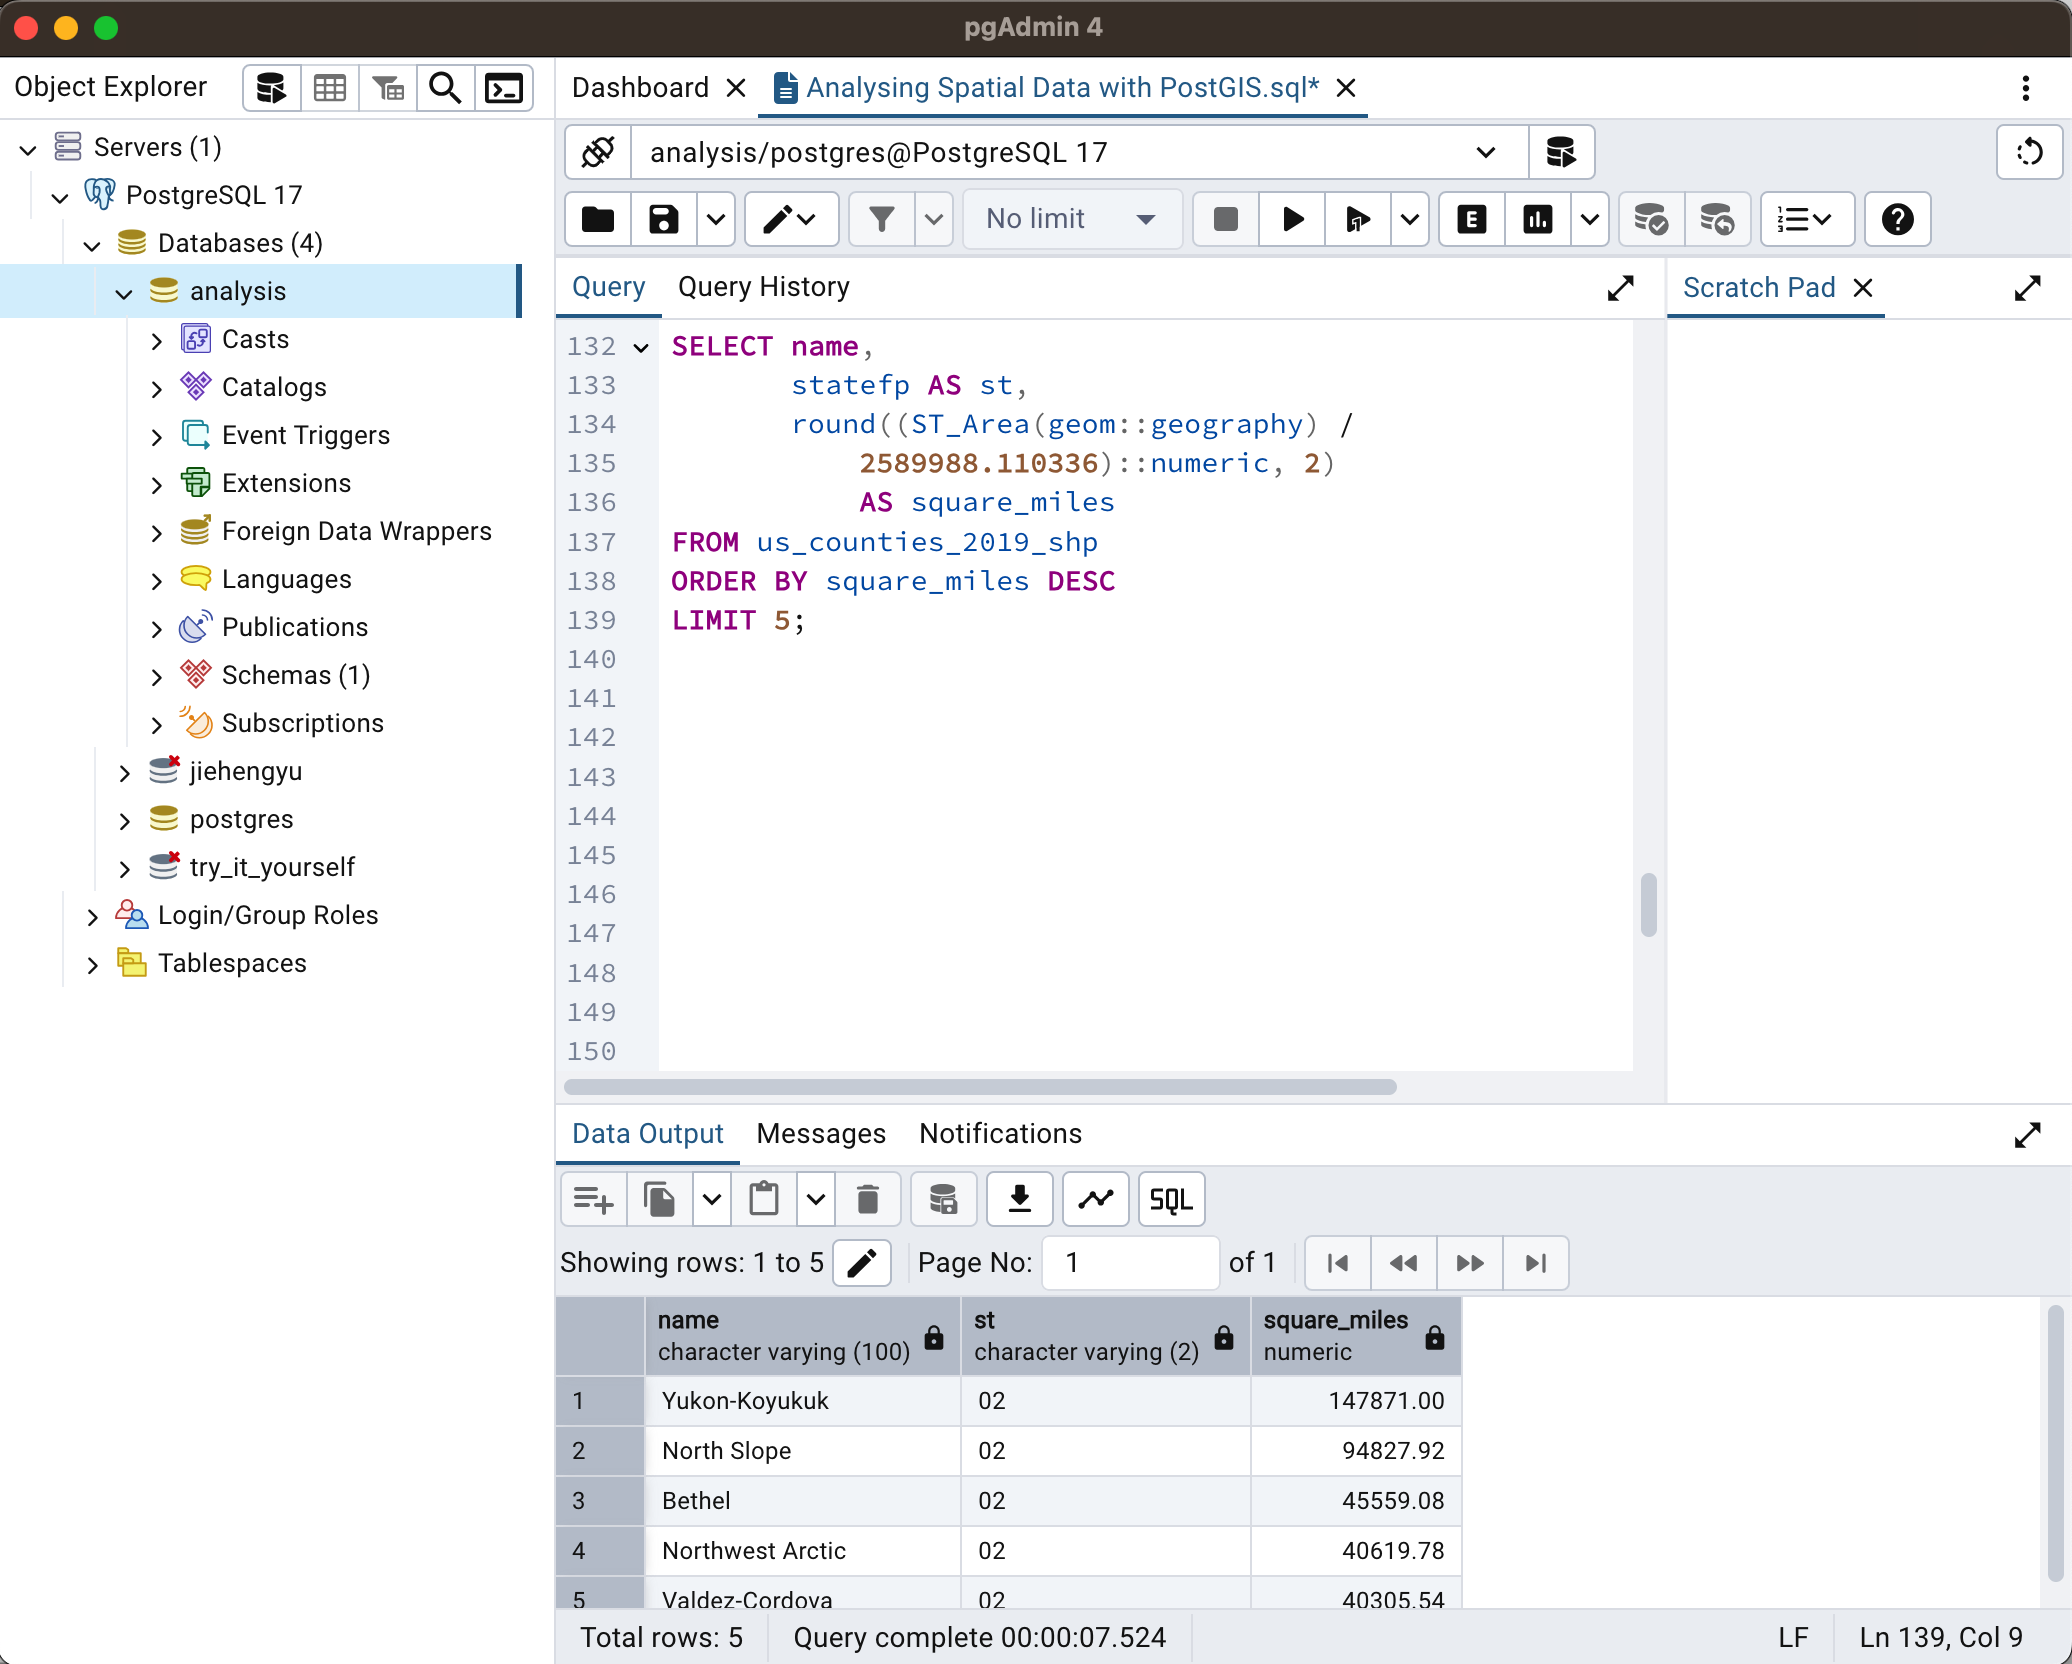 pgAdmin 4
Object Explorer
Servers (1)
PostgreSQL 17
Databases (4)
analysis
Casts
Catalogs
Event Triggers
Extensions
Foreign Data Wrappers
Languages
Publications
Schemas (1)
Subscriptions
jiehengyu
postgres
try_it_yourself
Login/Group Roles
Tablespaces
Dashboard
Analysing Spatial Data with PostGIS.sql*
analysis/postgres@PostgreSQL 17
No limit
E
Query Query History
Scratch Pad
132 SELECT name,
133 statefp AS st,
134 round((ST_Area(geom::geography) /
135 2589988.110336)::numeric, 2)
136 AS square_miles
137 FROM us_counties_2019_shp
138 ORDER BY square_miles DESC
139 LIMIT 5;
140
141
142
143
144
145
146
147
148
149
150
Data Output Messages Notifications
SQL
Showing rows: 1 to 5 Page No: 1 of 1
name st square_miles
character varying (100) character varying (2) numeric
1 Yukon-Koyukuk 02 147871.00
2 North Slope 02 94827.92
3 Bethel 02 45559.08
4 Northwest Arctic 02 40619.78
5 Valdez-Cordova 02 40305.54
Total rows: 5 Query complete 00:00:07.524 LF Ln 139, Col 9